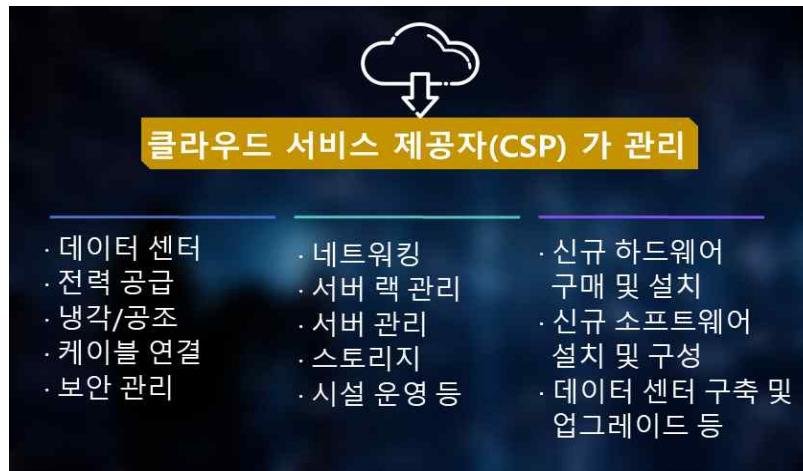 클라우드 서비스 제공자(CSP) 가 관리
· 데이터 센터
· 전력 공급
· 냉각/공조
· 케이블 연결
· 보안 관리
· 네트워킹
· 서버 랙 관리
· 서버 관리
· 스토리지
· 시설 운영 등
· 신규 하드웨어
구매 및 설치
· 신규 소프트웨어
설치 및 구성
· 데이터 센터 구축 및
업그레이드 등